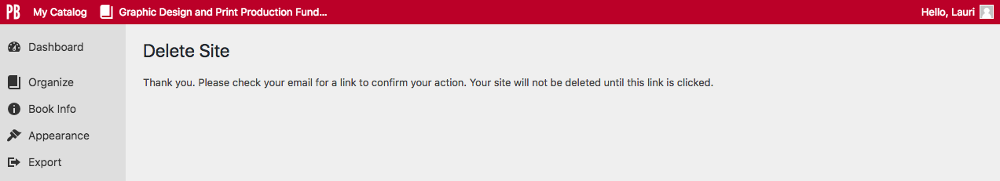 PB My Catalog Graphic Design and Print Production Fund... Hello, Lauri
Dashboard
Organize
Book Info
Appearance
Export
Delete Site
Thank you. Please check your email for a link to confirm your action. Your site will not be deleted until this link is clicked.